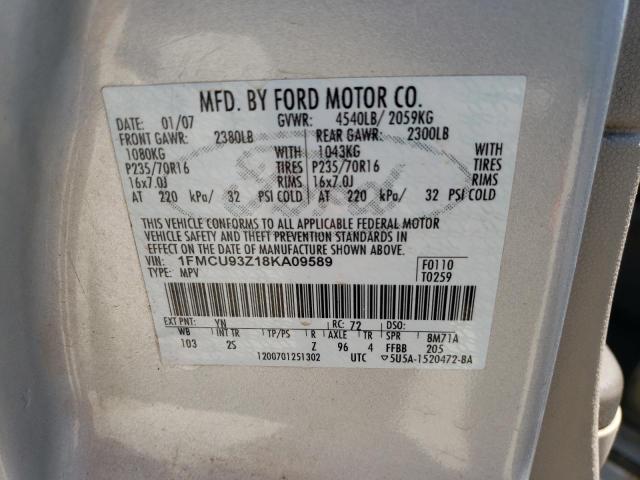 MFD. BY FORD MOTOR CO.
DATE: 01/07 GVWR: 4540LB/ 2059KG
FRONT GAWR: 2380LB REAR GAWR: 2300LB
1080KG WITH 1043KG WITH
P235/70R16 TIRES P235/70R16 TIRES
16x7.0J RIMS 16x7.0J RIMS
AT 220 kPa/ 32 PSI COLD AT 220 kPa/ 32 PSI COLD
THIS VEHICLE CONFORMS TO ALL APPLICABLE FEDERAL MOTOR
VEHICLE SAFETY AND THEFT PREVENTION STANDARDS IN
EFFECT ON THE DATE OF MANUFACTURE SHOWN ABOVE.
VIN: 1FMCU93Z18KA09589 F0110
TYPE: MPV T0259
EXT PNT: YN RC: 72 DSO:
WB INT TR TP/PS R AXLE TR SPR BM71A
103 2S Z 96 4 FFBB 205
1200701251302 UTC ▽5U5A-1520472-BA